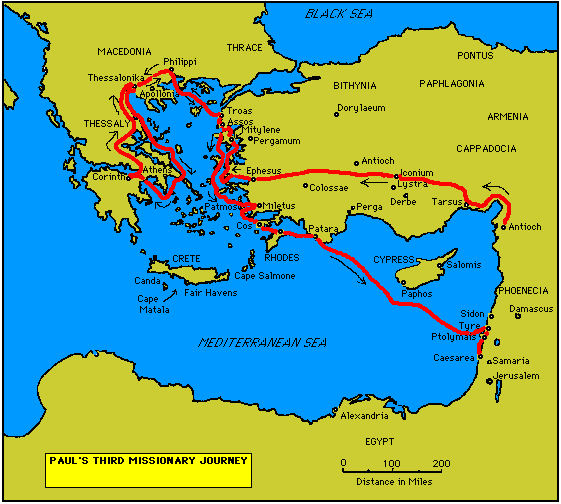 BLACK SEA
MACEDONIA
THRACE
PONTUS
Philippi
Thessalonika
Apollonia
BITHYNIA
PAPHLAGONIA
Troas
Dorylaeum
ARMENIA
Assos
THESSALY
Mitylene
Pergamum
CAPPADOCIA
Antioch
Athens
Ephesus
Iconium
Corinth
Colossae
Lystra
Derbe
Tarsus
Patmos
Miletus
Perga
Antioch
Cos
Patara
CRETE
RHODES
CYPRESS
Salomis
Canda
Cape Salmone
Fair Havens
Paphos
PHOENECIA
Cape
Matala
Sidon
Damascus
Tyre
Ptolymais
MEDITERRANEAN SEA
Caesarea
Samaria
Jerusalem
Alexandria
EGYPT
PAUL'S THIRD MISSIONARY JOURNEY
0 100 200
Distance in Miles